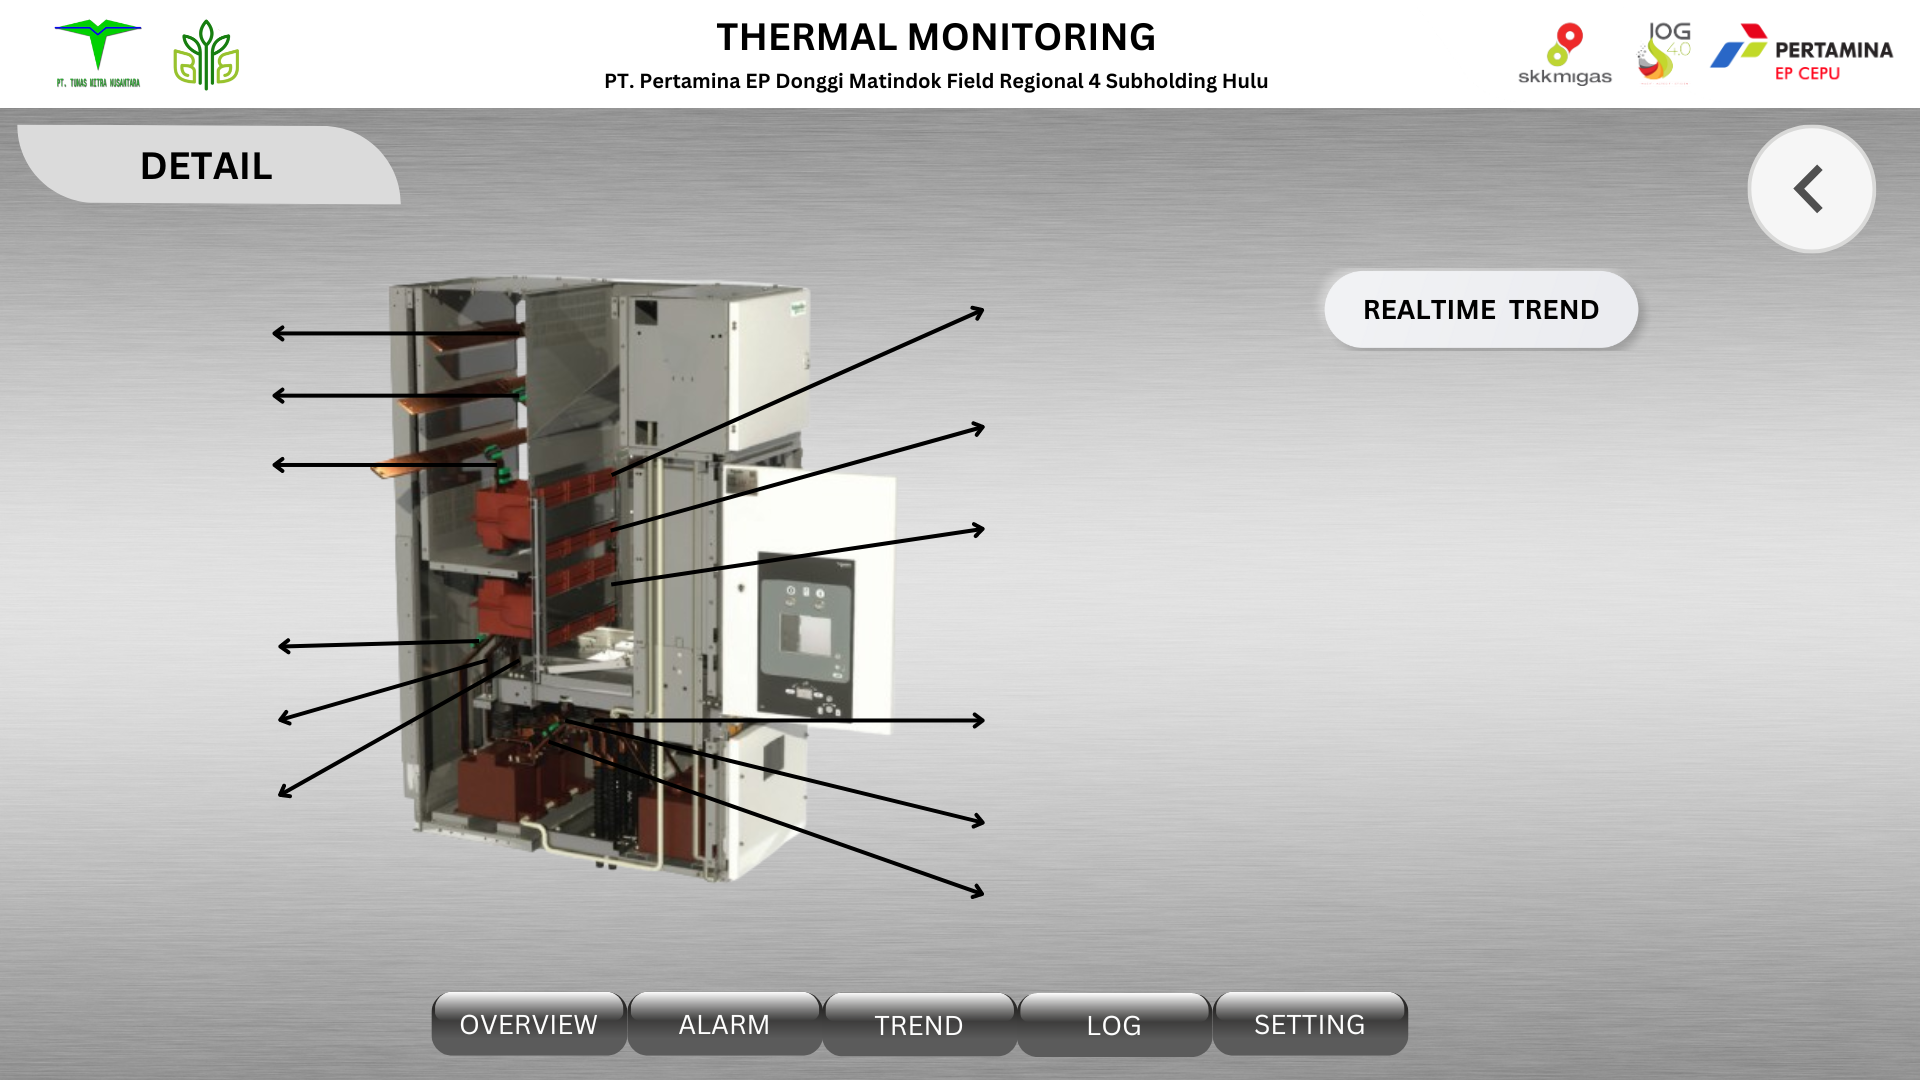 THERMAL MONITORING
PT. Pertamina EP Donggi Matindok Field Regional 4 Subholding Hulu
PT. TUNAS MITRA NUSANTARA
skkmigas
IOG
4.0
PERTAMINA
EP CEPU
DETAIL
REALTIME TREND
OVERVIEW
ALARM
TREND
LOG
SETTING